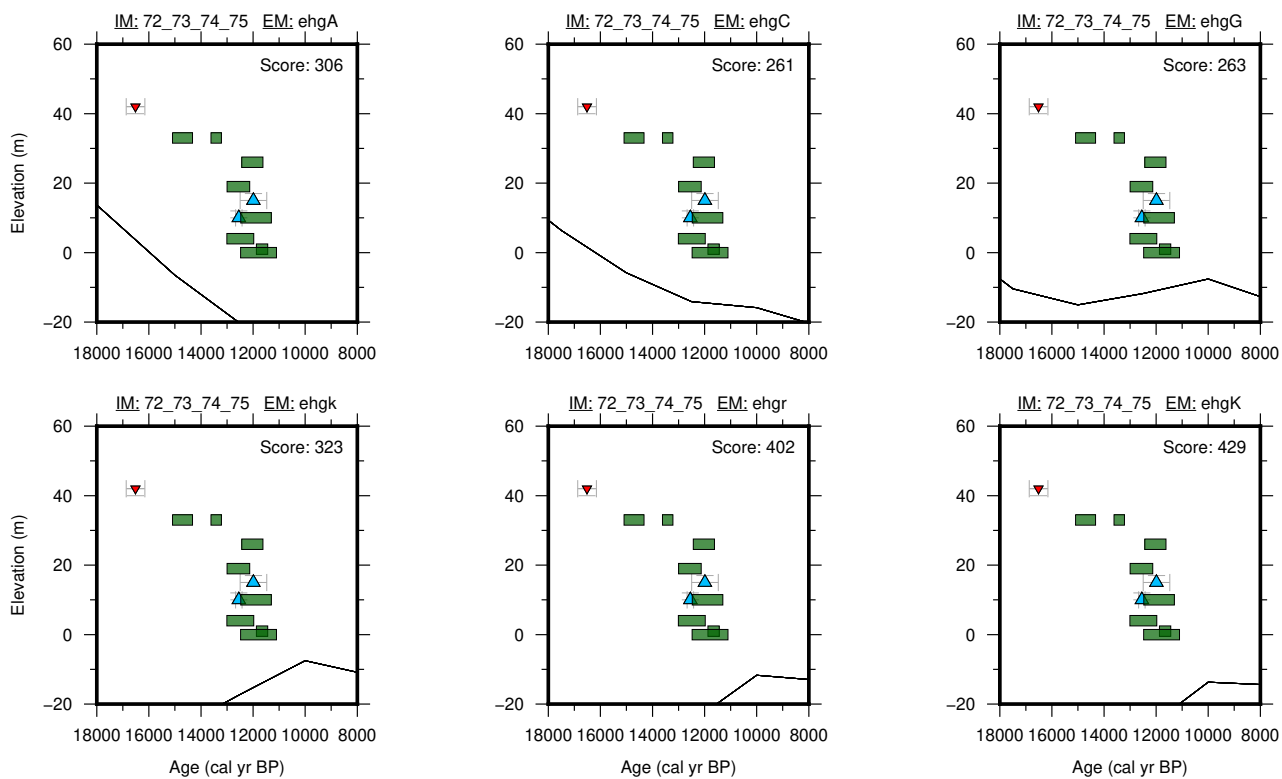 IM: 72_73_74_75 EM: ehgA
IM: 72_73_74_75 EM: ehgC
IM: 72_73_74_75 EM: ehgG
60
40
20
0
−20
Elevation (m)
Score: 306
18000 16000 14000 12000 10000 8000
60
40
20
0
−20
Score: 261
18000 16000 14000 12000 10000 8000
60
40
20
0
−20
Score: 263
18000 16000 14000 12000 10000 8000
IM: 72_73_74_75 EM: ehgk
IM: 72_73_74_75 EM: ehgr
IM: 72_73_74_75 EM: ehgK
60
40
20
0
−20
Elevation (m)
Score: 323
18000 16000 14000 12000 10000 8000
Age (cal yr BP)
60
40
20
0
−20
Score: 402
18000 16000 14000 12000 10000 8000
Age (cal yr BP)
60
40
20
0
−20
Score: 429
18000 16000 14000 12000 10000 8000
Age (cal yr BP)